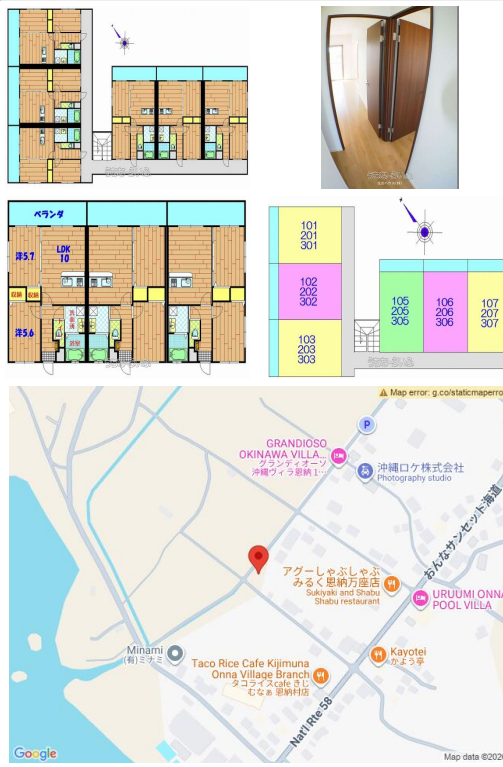 ベランダ
洋5.7
LDK
10
収納
収納
洋5.6
浴室
101
201
301
102
202
302
103
203
303
105
205
305
106
206
306
107
207
307
Map error: g.co/staticmaperro
P
GRANDIOSO
OKINAWA VILLA...
グランディオーソ
沖縄ヴィラ恩納 1…
沖縄ロケ株式会社
Photography studio
おんなサンセット海道
アグーしゃぶしゃぶ
みるく恩納万座店
Sukiyaki and Shabu
Shabu restaurant
URUUMI ONNA
POOL VILLA
Minami
(有)ミナミ
Taco Rice Cafe Kijimuna
Onna Village Branch
タコライスcafe きじ
むなぁ 恩納村店
Kayotei
かよう亭
Nat'l Rte 58
Google
Map data ©202